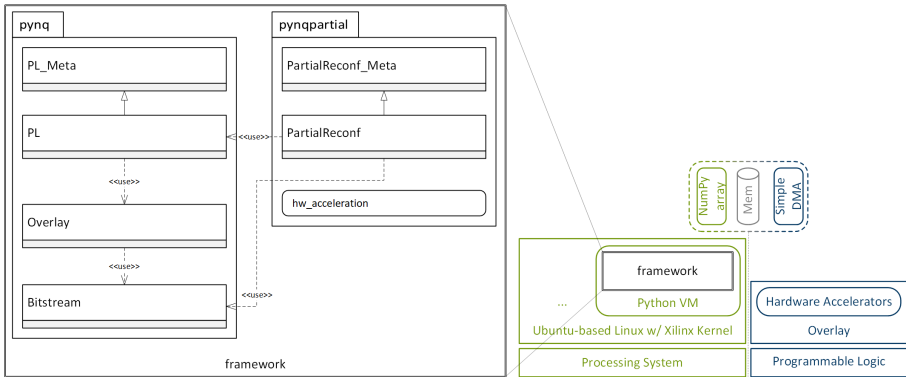 pynq
PL_Meta
PL
<<use>>
Overlay
<<use>>
Bitstream
pynqpartial
PartialReconf_Meta
<<use>>
PartialReconf
hw_acceleration
<<use>>
framework
NumPy
array
Mem
Simple
DMA
framework
...
Python VM
Ubuntu-based Linux w/ Xilinx Kernel
Hardware Accelerators
Overlay
Processing System
Programmable Logic